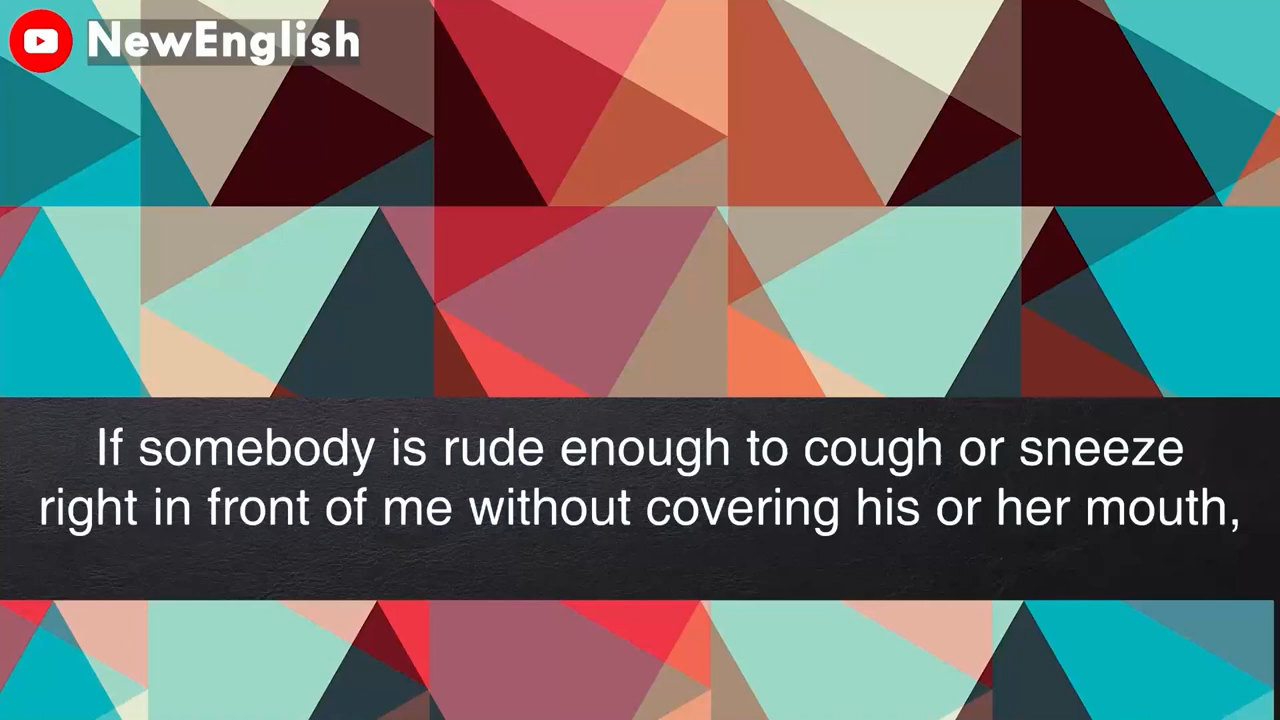 NewEnglish
If somebody is rude enough to cough or sneeze
right in front of me without covering his or her mouth,